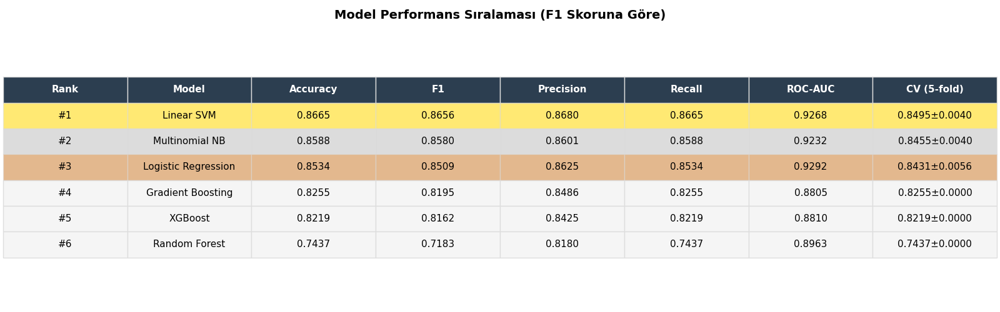 Model Performans Sıralaması (F1 Skoruna Göre)
Rank Model Accuracy F1 Precision Recall ROC-AUC CV (5-fold)
#1 Linear SVM 0.8665 0.8656 0.8680 0.8665 0.9268 0.8495±0.0040
#2 Multinomial NB 0.8588 0.8580 0.8601 0.8588 0.9232 0.8455±0.0040
#3 Logistic Regression 0.8534 0.8509 0.8625 0.8534 0.9292 0.8431±0.0056
#4 Gradient Boosting 0.8255 0.8195 0.8486 0.8255 0.8805 0.8255±0.0000
#5 XGBoost 0.8219 0.8162 0.8425 0.8219 0.8810 0.8219±0.0000
#6 Random Forest 0.7437 0.7183 0.8180 0.7437 0.8963 0.7437±0.0000